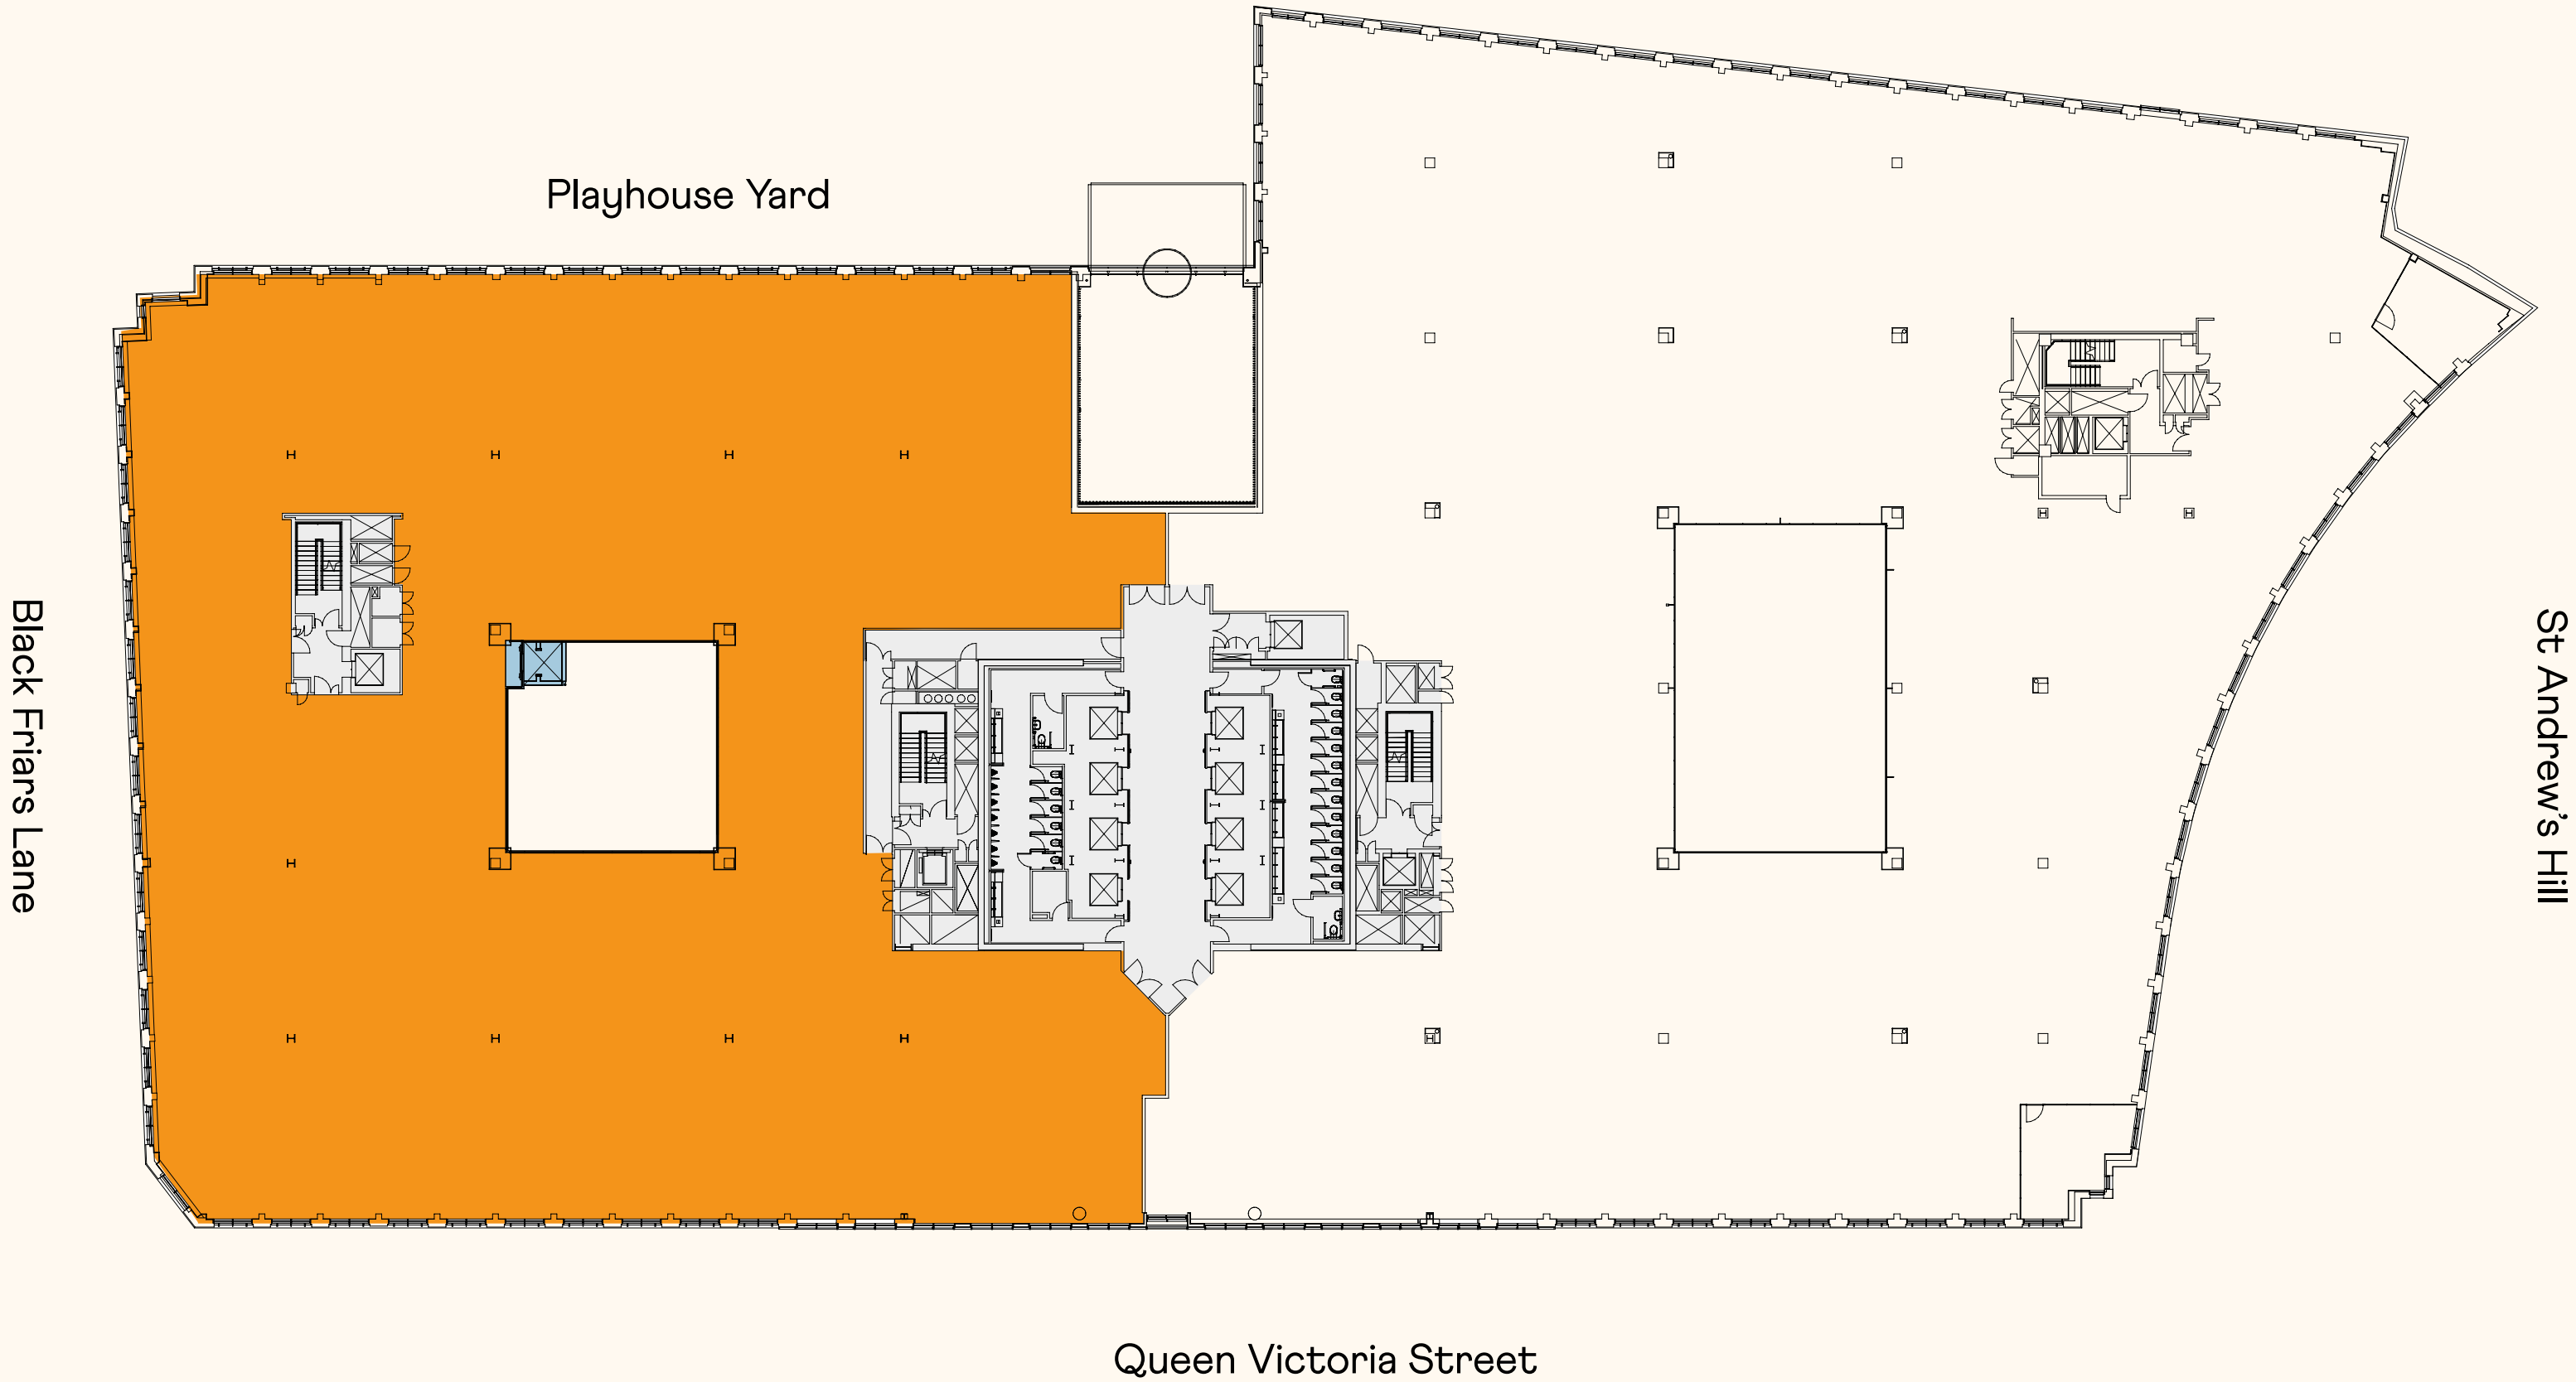 Playhouse Yard
Black Friars Lane
St Andrew’s Hill
Queen Victoria Street